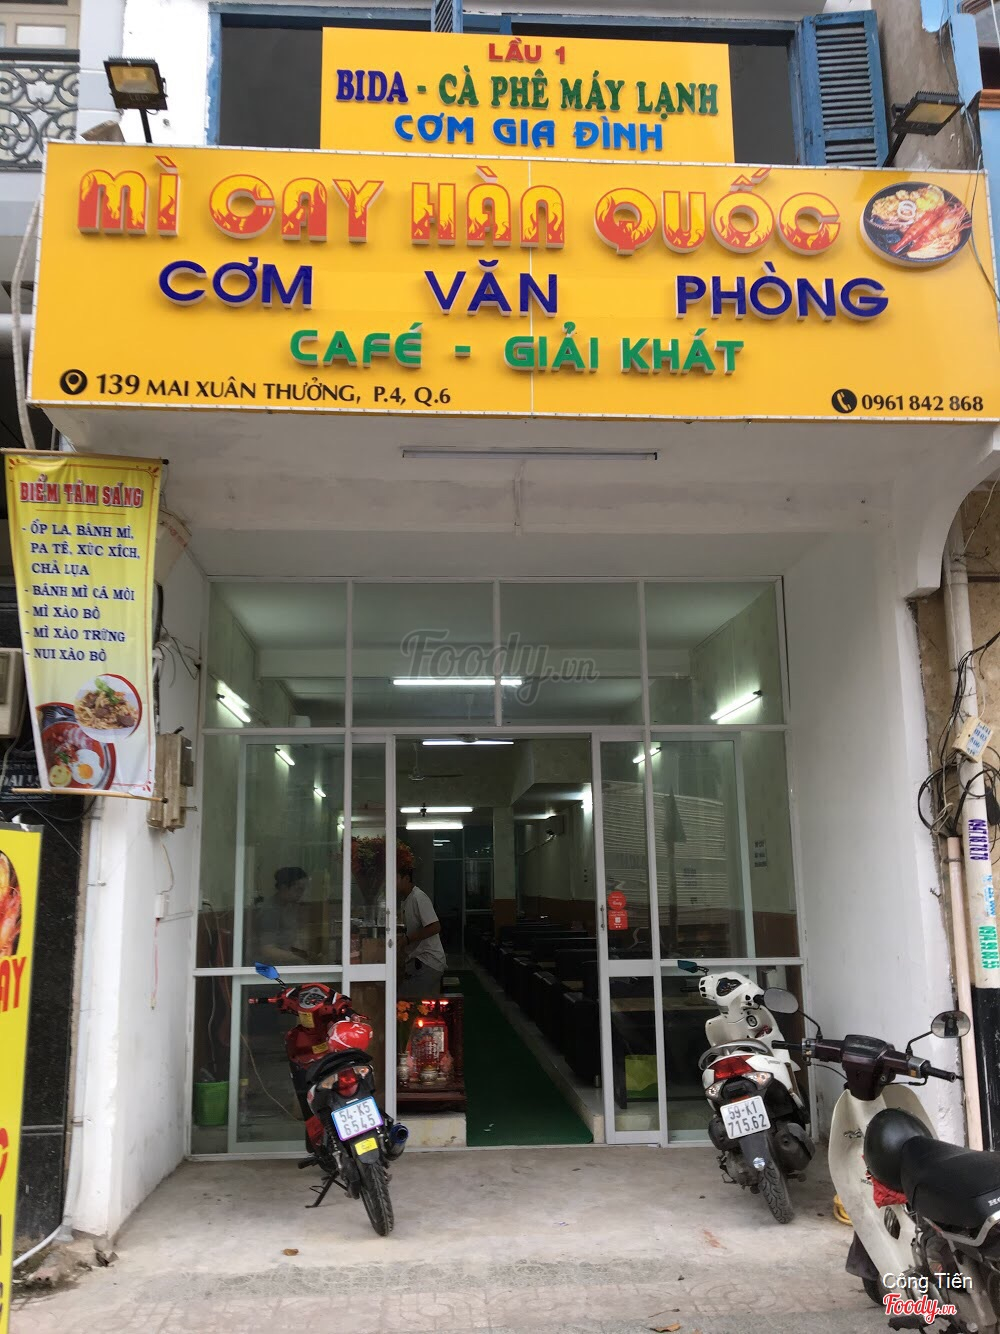 LẦU 1
BIDA - CÀ PHÊ MÁY LẠNH
CƠM GIA ĐÌNH
MÌ CAY HÀN QUỐC
CƠM VĂN PHÒNG
CAFÉ - GIẢI KHÁT
139 MAI XUÂN THƯỞNG, P.4, Q.6
0961 842 868
ĐIỂM TÂM SÁNG
- ỐP LA, BÁNH MÌ,
PA TÊ, XÚC XÍCH,
CHẢ LỤA
- BÁNH MÌ CÁ MÒI
- MÌ XÀO BÒ
- MÌ XÀO TRỨNG
- NUI XÀO BÒ
Foody.vn
AY
54-K5
6545
59-K1
715.62
Công Tiến
Foody.vn